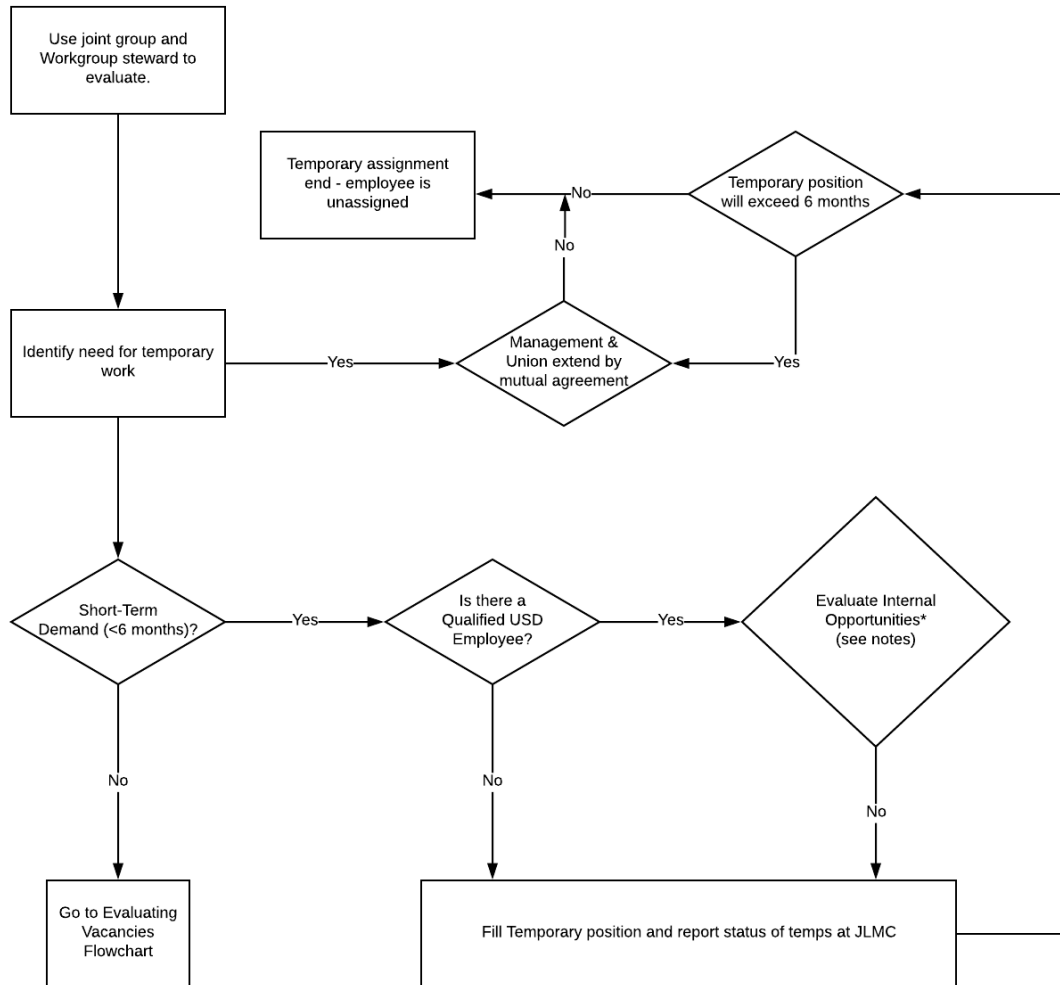 Use joint group and
Workgroup steward to
evaluate.
Temporary assignment
end - employee is
unassigned
No
Temporary position
will exceed 6 months
No
Identify need for temporary
work
Yes
Management &
Union extend by
mutual agreement
Yes
Short-Term
Demand (<6 months)?
Yes
Is there a
Qualified USD
Employee?
Yes
Evaluate Internal
Opportunities*
(see notes)
No
No
No
Go to Evaluating
Vacancies
Flowchart
Fill Temporary position and report status of temps at JLMC